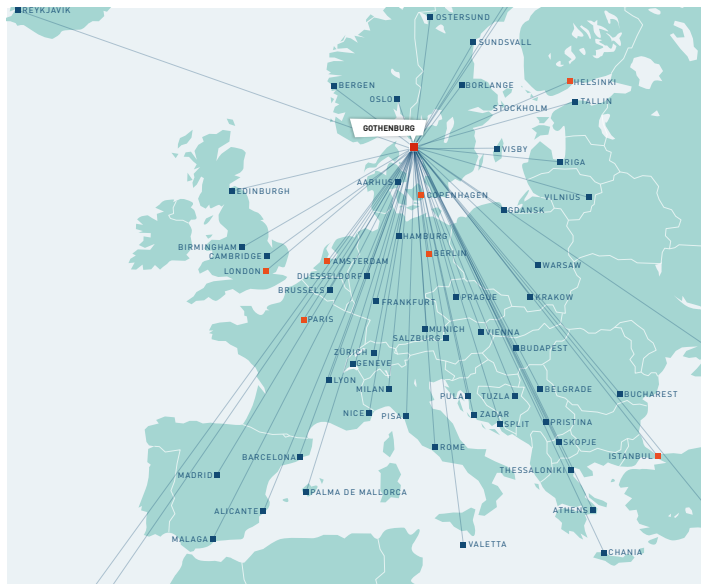 REYKJAVIK
OSTERSUND
SUNDSVALL
BERGEN
BORLANGE
HELSINKI
OSLO
STOCKHOLM
TALLIN
GOTHENBURG
VISBY
RIGA
AARHUS
EDINBURGH
COPENHAGEN
VILNIUS
GDANSK
HAMBURG
BIRMINGHAM
CAMBRIDGE
BERLIN
AMSTERDAM
WARSAW
LONDON
DUESSELDORF
BRUSSELS
FRANKFURT
PRAGUE
KRAKOW
PARIS
MUNICH
VIENNA
SALZBURG
BUDAPEST
ZÜRICH
GENEVE
LYON
MILAN
PULA
TUZLA
BELGRADE
BUCHAREST
NICE
PISA
ZADAR
SPLIT
PRISTINA
SKOPJE
ROME
BARCELONA
ISTANBUL
MADRID
THESSALONIKI
PALMA DE MALLORCA
ALICANTE
ATHENS
MALAGA
VALETTA
CHANIA